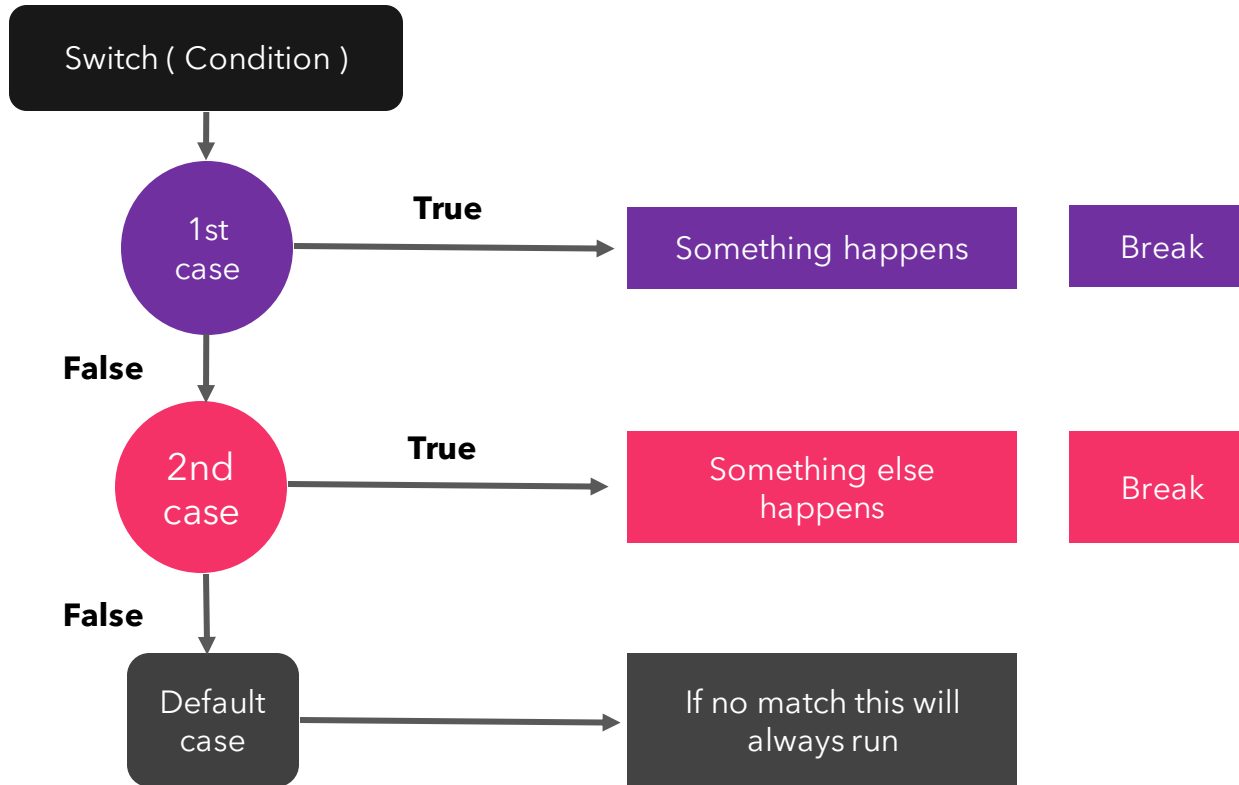 Switch ( Condition )
1st
case
True
Something happens
Break
False
2nd
case
True
Something else
happens
Break
False
Default
case
If no match this will
always run